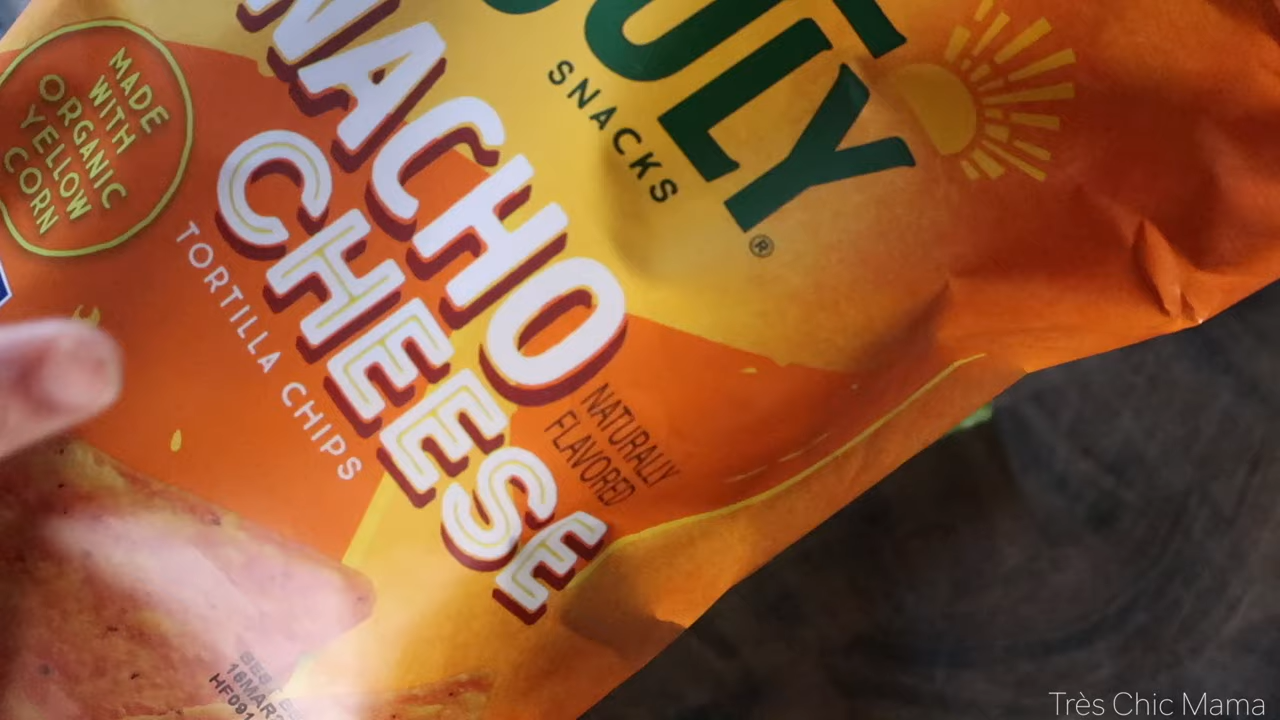 SNACKS
®
NACHO
CHEESE
NATURALLY
FLAVORED
TORTILLA CHIPS
MADE
WITH
ORGANIC
YELLOW
CORN
Très Chic Mama